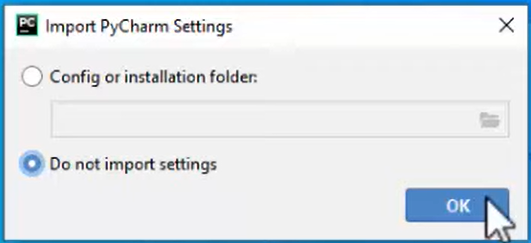 PC Import PyCharm Settings
Config or installation folder:
Do not import settings
OK